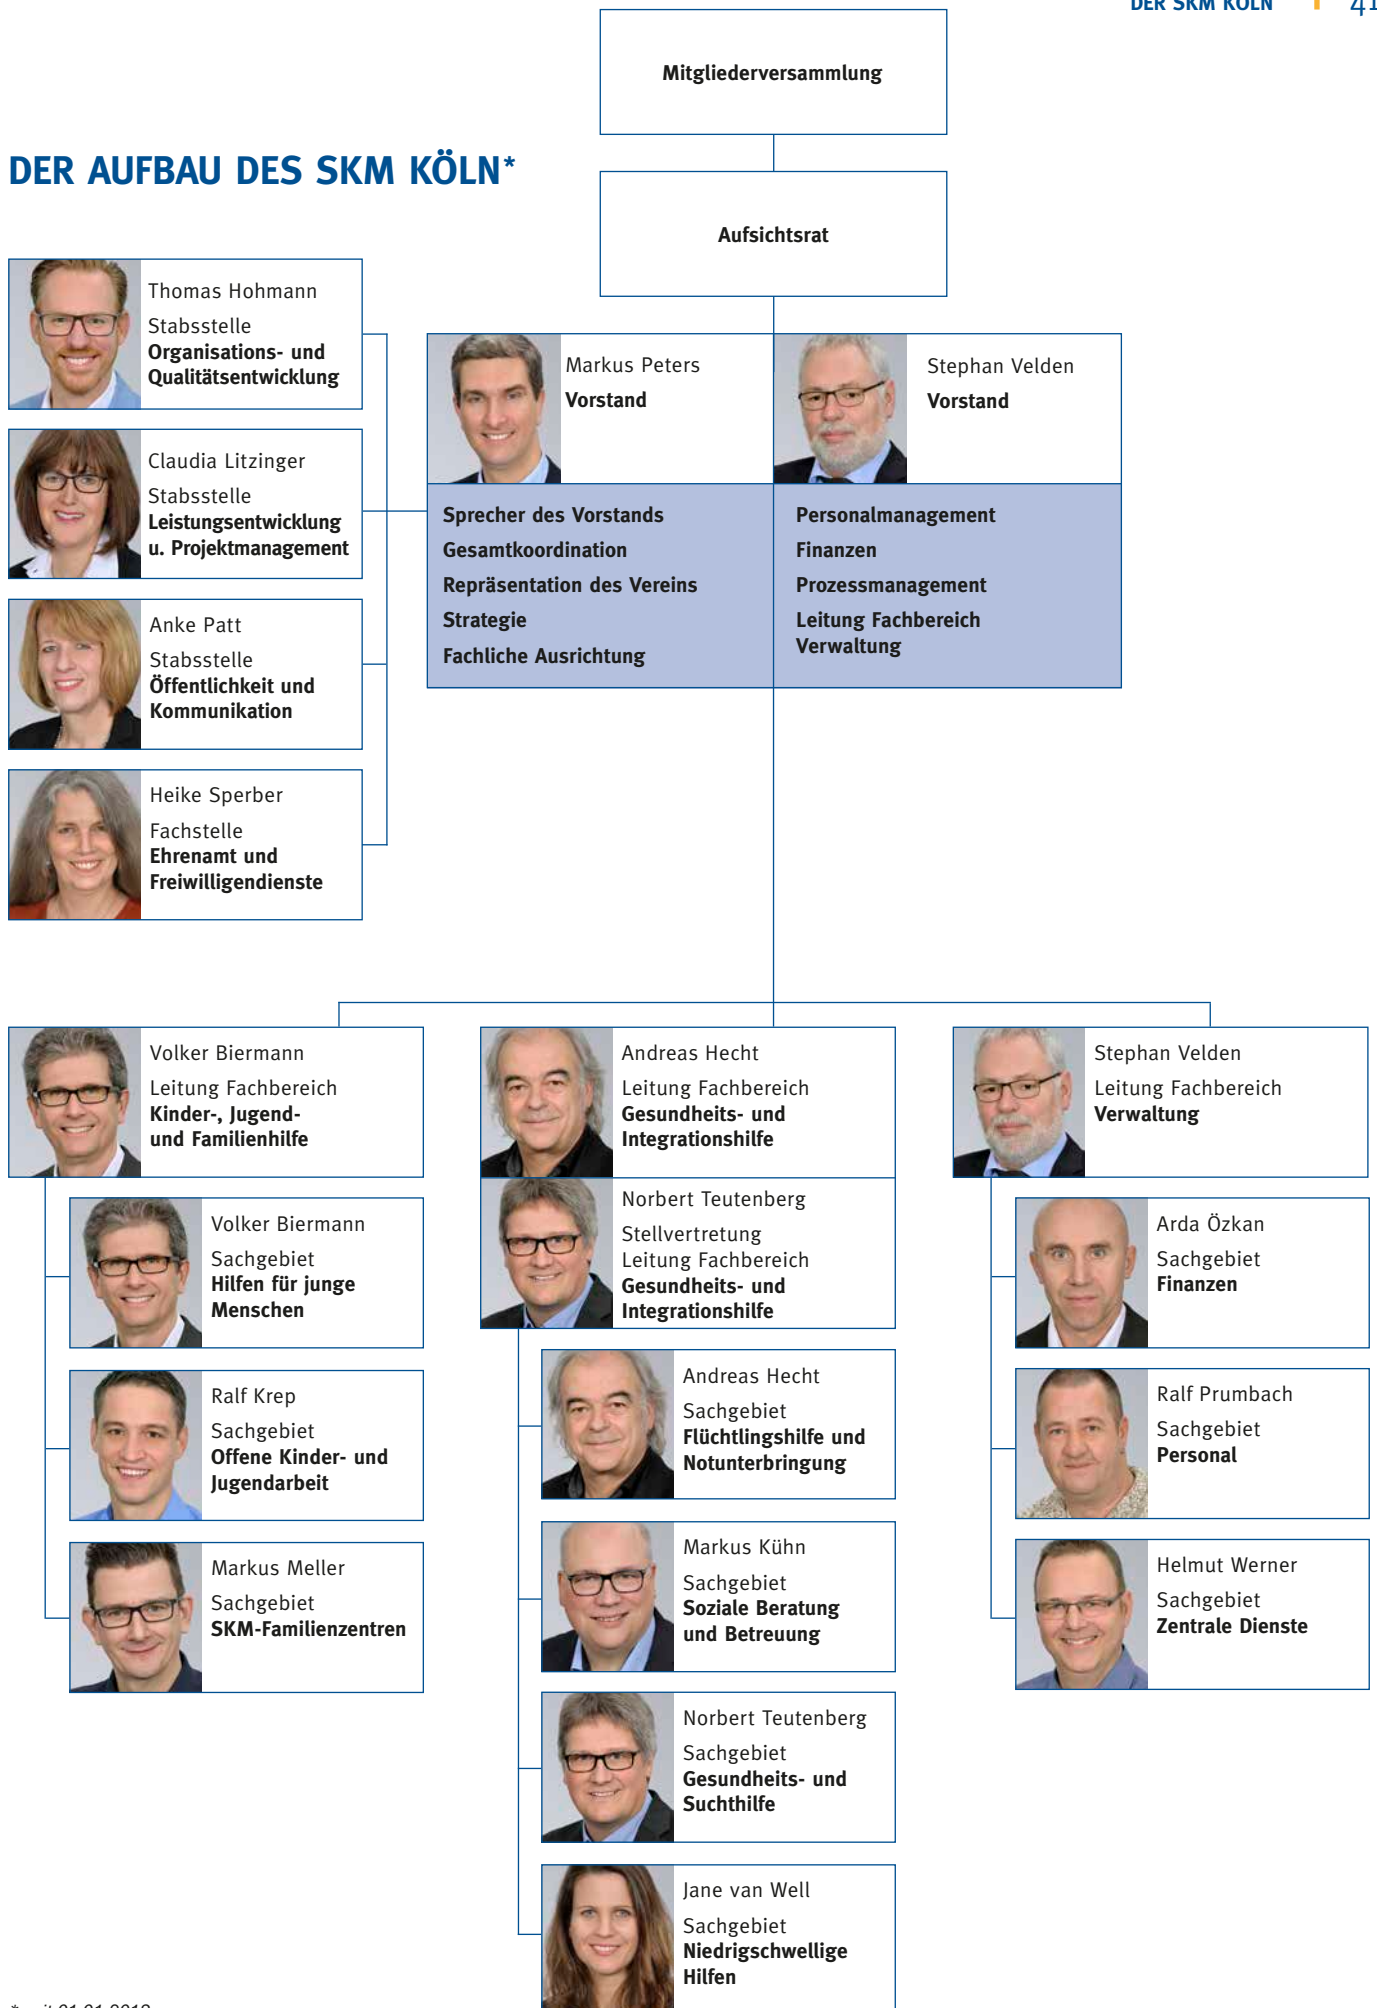 DER SKM KÖLN 41
Mitgliederversammlung
DER AUFBAU DES SKM KÖLN*
Aufsichtsrat
Thomas Hohmann
Stabsstelle
Organisations- und
Qualitätsentwicklung
Claudia Litzinger
Stabsstelle
Leistungsentwicklung
u. Projektmanagement
Anke Patt
Stabsstelle
Öffentlichkeit und
Kommunikation
Heike Sperber
Fachstelle
Ehrenamt und
Freiwilligendienste
Markus Peters
Vorstand
Sprecher des Vorstands
Gesamtkoordination
Repräsentation des Vereins
Strategie
Fachliche Ausrichtung
Stephan Velden
Vorstand
Personalmanagement
Finanzen
Prozessmanagement
Leitung Fachbereich
Verwaltung
Volker Biermann
Leitung Fachbereich
Kinder-, Jugend-
und Familienhilfe
Volker Biermann
Sachgebiet
Hilfen für junge
Menschen
Ralf Krep
Sachgebiet
Offene Kinder- und
Jugendarbeit
Markus Meller
Sachgebiet
SKM-Familienzentren
Andreas Hecht
Leitung Fachbereich
Gesundheits- und
Integrationshilfe
Norbert Teutenberg
Stellvertretung
Leitung Fachbereich
Gesundheits- und
Integrationshilfe
Andreas Hecht
Sachgebiet
Flüchtlingshilfe und
Notunterbringung
Markus Kühn
Sachgebiet
Soziale Beratung
und Betreuung
Norbert Teutenberg
Sachgebiet
Gesundheits- und
Suchthilfe
Jane van Well
Sachgebiet
Niedrigschwellige
Hilfen
Stephan Velden
Leitung Fachbereich
Verwaltung
Arda Özkan
Sachgebiet
Finanzen
Ralf Prumbach
Sachgebiet
Personal
Helmut Werner
Sachgebiet
Zentrale Dienste